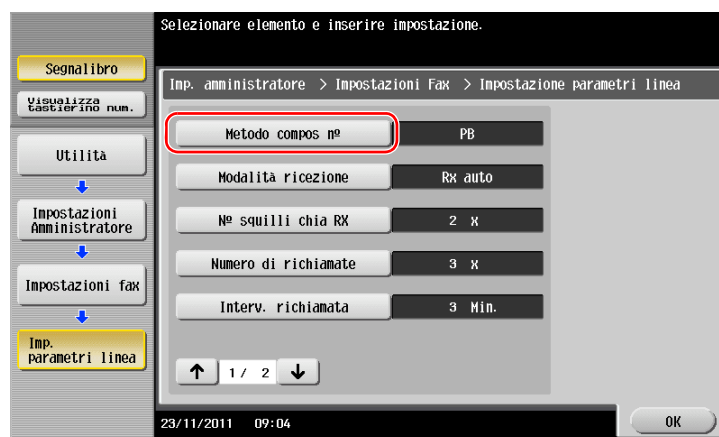 Selezionare elemento e inserire impostazione.
Segnalibro
Visualizza
tastierino num.
Utilità
Impostazioni
Amministratore
Impostazioni fax
Imp.
parametri linea
Imp. amministratore > Impostazioni Fax > Impostazione parametri linea
Metodo compos nº PB
Modalità ricezione Rx auto
Nº squilli chia RX 2 X
Numero di richiamate 3 X
Interv. richiamata 3 Min.
↑ 1/ 2 ↓
23/11/2011 09:04
OK